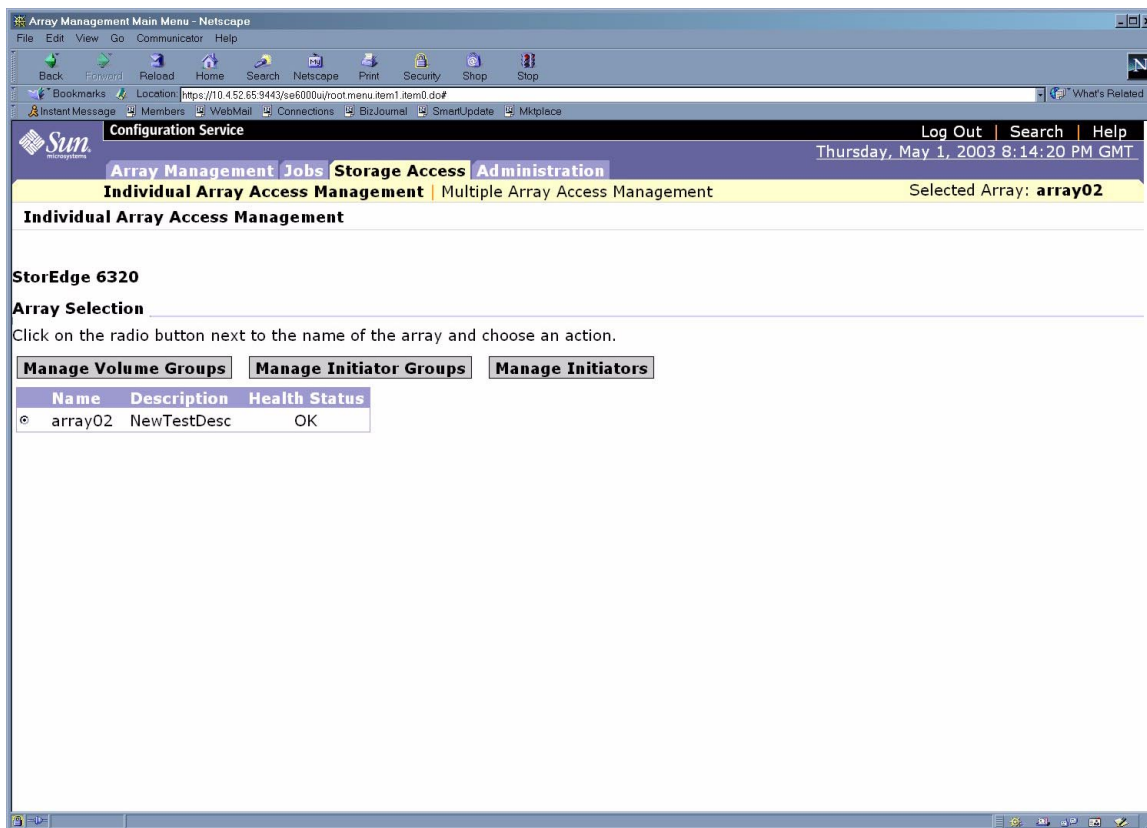 Array Management Main Menu - Netscape
File Edit View Go Communicator Help
Back Forward Reload Home Search Netscape Print Security Shop Stop
Bookmarks Location: https://10.4.52.65:9443/se6000ui/root.menu.item1.item0.do# What's Related
Instant Message Members WebMail Connections BizJournal SmartUpdate Mktplace
Sun microsystems
Configuration Service
Log Out | Search | Help
Thursday, May 1, 2003 8:14:20 PM GMT
Array Management Jobs Storage Access Administration
Individual Array Access Management | Multiple Array Access Management Selected Array: array02
Individual Array Access Management
StorEdge 6320
Array Selection
Click on the radio button next to the name of the array and choose an action.
Manage Volume Groups Manage Initiator Groups Manage Initiators
Name Description Health Status
array02 NewTestDesc OK